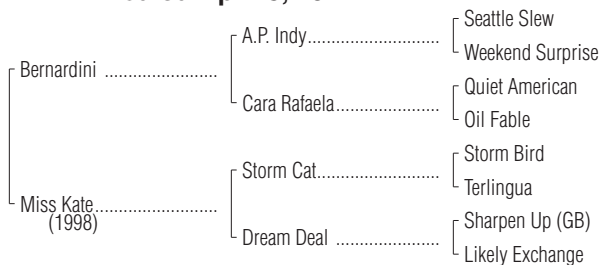 Seattle Slew
A.P. Indy
Weekend Surprise
Bernardini
Quiet American
Cara Rafaela
Oil Fable
Storm Bird
Storm Cat
Terlingua
Miss Kate
(1998)
Sharpen Up (GB)
Dream Deal
Likely Exchange